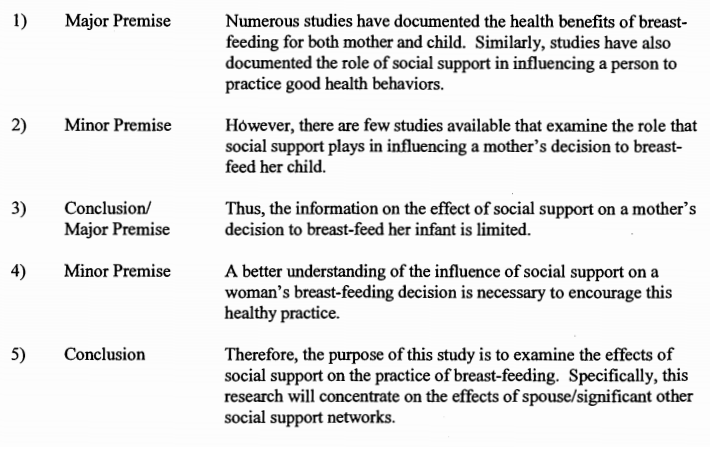 1) Major Premise Numerous studies have documented the health benefits of breast-
feeding for both mother and child. Similarly, studies have also
documented the role of social support in influencing a person to
practice good health behaviors.
2) Minor Premise However, there are few studies available that examine the role that
social support plays in influencing a mother's decision to breast-
feed her child.
3) Conclusion/ Thus, the information on the effect of social support on a mother's
Major Premise decision to breast-feed her infant is limited.
4) Minor Premise A better understanding of the influence of social support on a
woman's breast-feeding decision is necessary to encourage this
healthy practice.
5) Conclusion Therefore, the purpose of this study is to examine the effects of
social support on the practice of breast-feeding. Specifically, this
research will concentrate on the effects of spouse/significant other
social support networks.